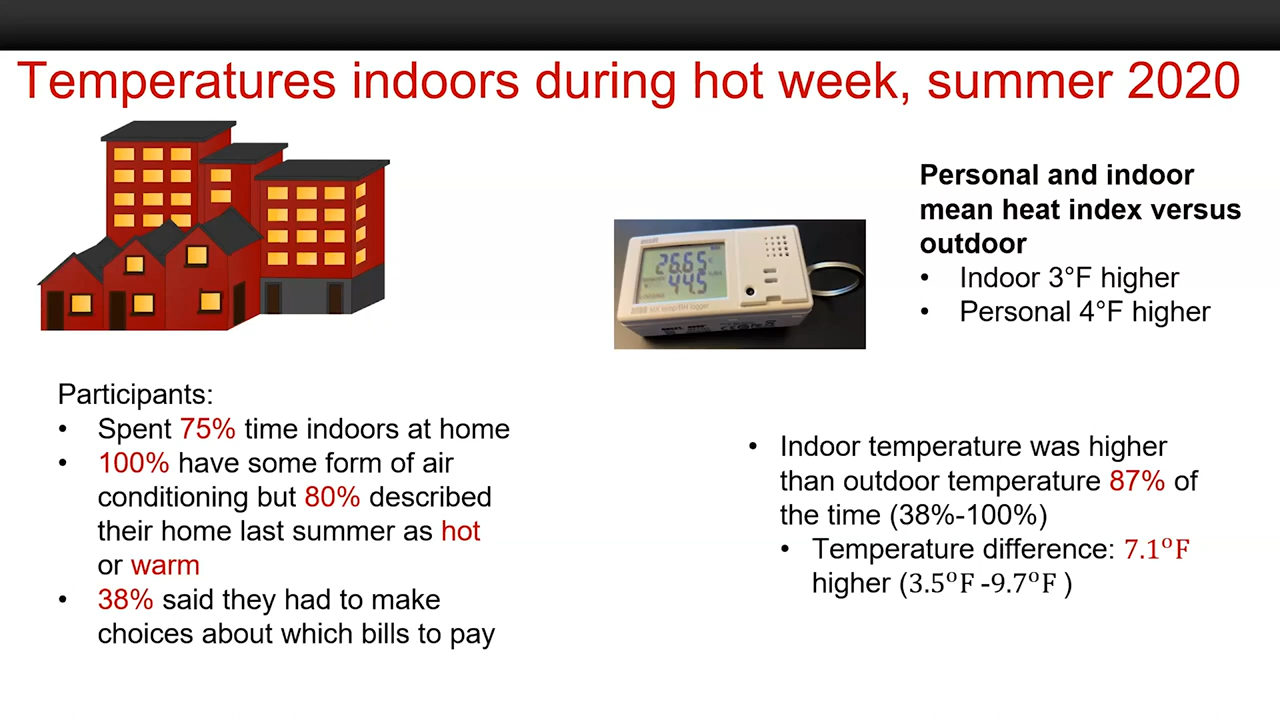 Temperatures indoors during hot week, summer 2020
Personal and indoor
mean heat index versus
outdoor
• Indoor 3°F higher
• Personal 4°F higher
26.65
44.5
Participants:
• Spent 75% time indoors at home
• 100% have some form of air
conditioning but 80% described
their home last summer as hot
or warm
• 38% said they had to make
choices about which bills to pay
• Indoor temperature was higher
than outdoor temperature 87% of
the time (38%-100%)
• Temperature difference: 7.1°F
higher (3.5°F -9.7°F )